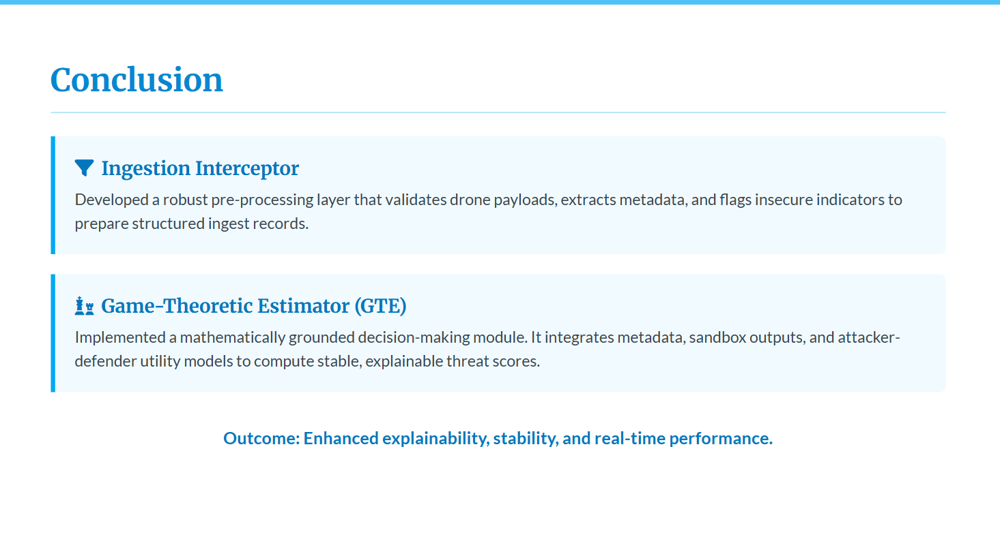 Conclusion
Ingestion Interceptor
Developed a robust pre-processing layer that validates drone payloads, extracts metadata, and flags insecure indicators to
prepare structured ingest records.
Game-Theoretic Estimator (GTE)
Implemented a mathematically grounded decision-making module. It integrates metadata, sandbox outputs, and attacker-
defender utility models to compute stable, explainable threat scores.
Outcome: Enhanced explainability, stability, and real-time performance.